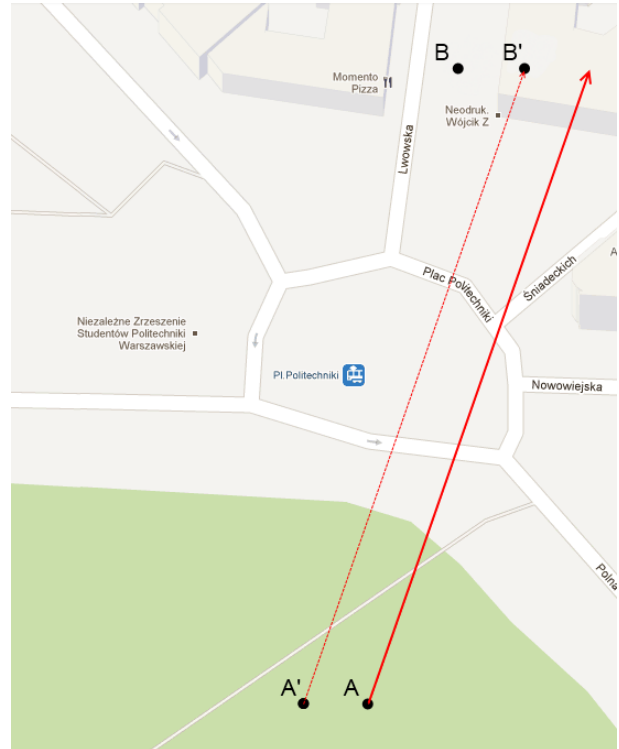 B
B'
Momento
Pizza
Neodruk.
Wójcik Z
Lwowska
Plac Politechniki
Śniadeckich
A
Niezależne Zrzeszenie
Studentów Politechniki
Warszawskiej
Pl.Politechniki
Nowowiejska
Polna
A'
A